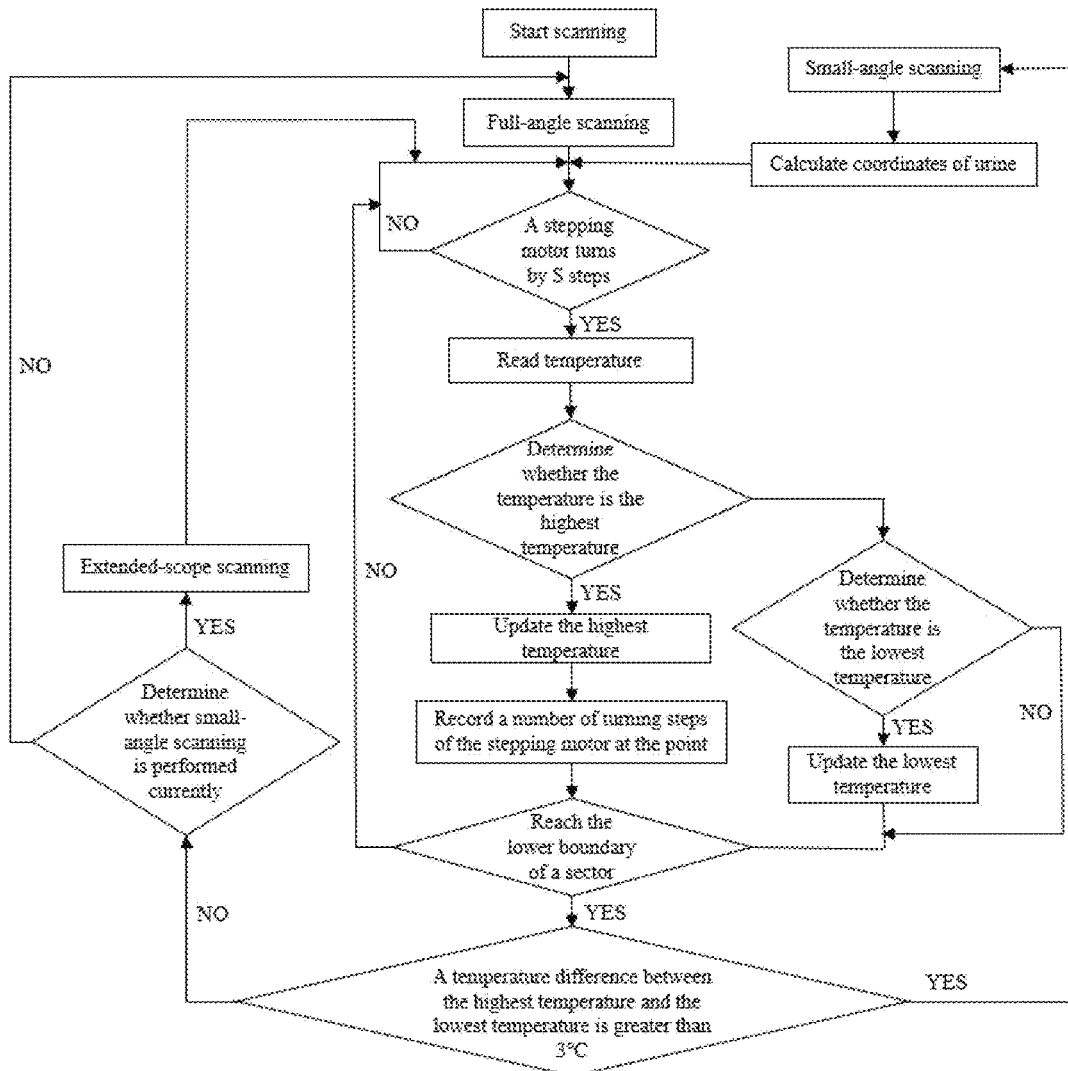 Start scanning
Small-angle scanning
Full-angle scanning
Calculate coordinates of urine
NO
A stepping
motor turns
by S steps
YES
NO
Read temperature
Determine
whether the
temperature is the
highest
temperature
Extended-scope scanning
NO
Determine
whether the
temperature is
the lowest
temperature
YES
YES
Update the highest
temperature
Determine
whether small-
angle scanning
is performed
currently
Record a number of turning steps
of the stepping motor at the point
YES
NO
Update the lowest
temperature
Reach the
lower boundary
of a sector
NO
YES
A temperature difference between
the highest temperature and the
lowest temperature is greater than
3°C
YES